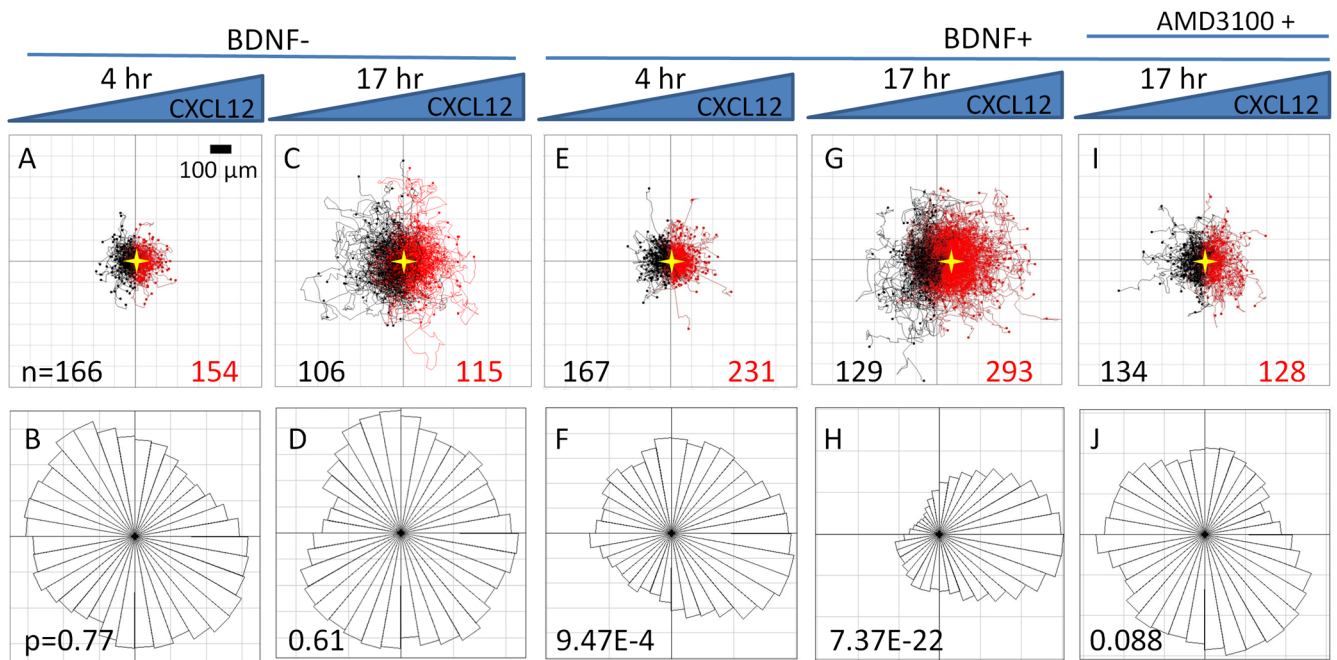 BDNF-
BDNF+
AMD3100 +
4 hr
17 hr
4 hr
17 hr
17 hr
CXCL12
CXCL12
CXCL12
CXCL12
CXCL12
A
100 µm
C
E
G
I
n=166
154
106
115
167
231
129
293
134
128
B
D
F
H
J
p=0.77
0.61
9.47E-4
7.37E-22
0.088